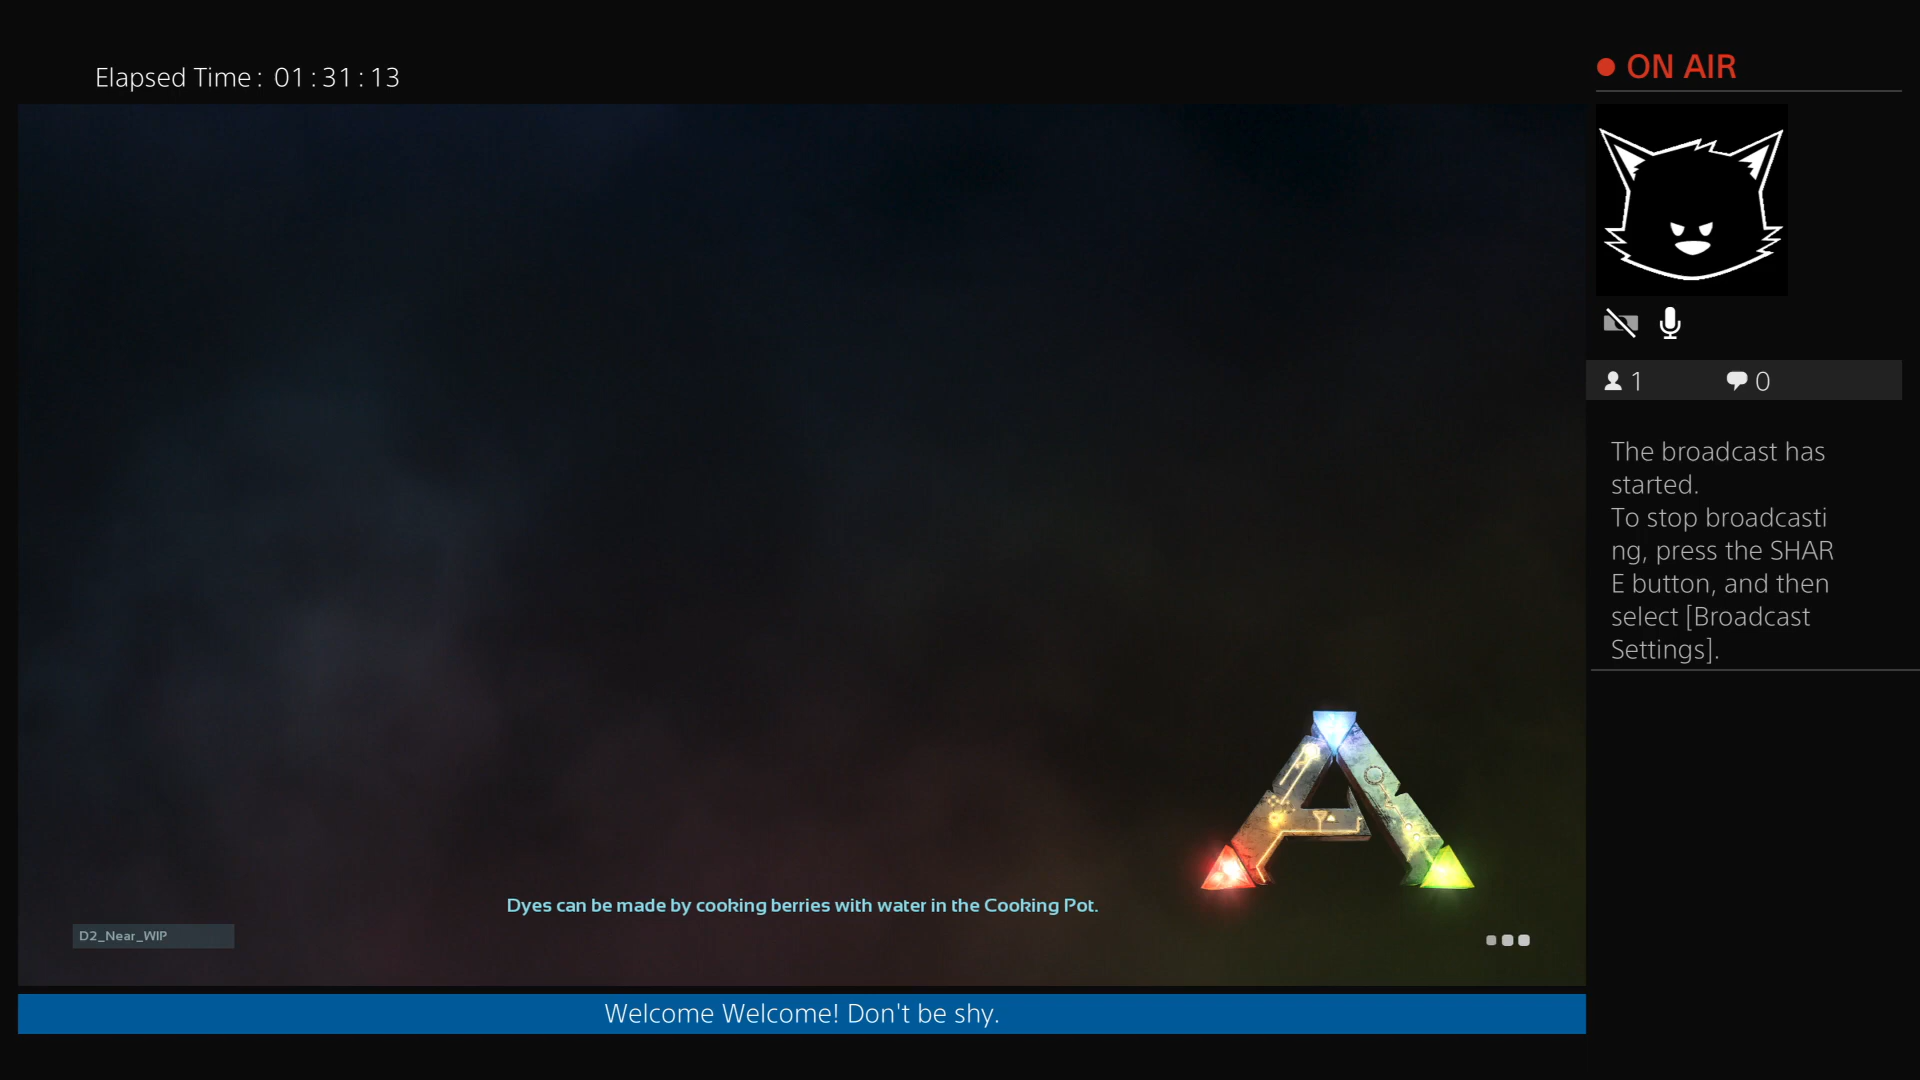 Elapsed Time: 01:31:13
ON AIR
1 0
The broadcast has
started.
To stop broadcasti
ng, press the SHAR
E button, and then
select [Broadcast
Settings].
Dyes can be made by cooking berries with water in the Cooking Pot.
D2_Near_WIP
Welcome Welcome! Don't be shy.